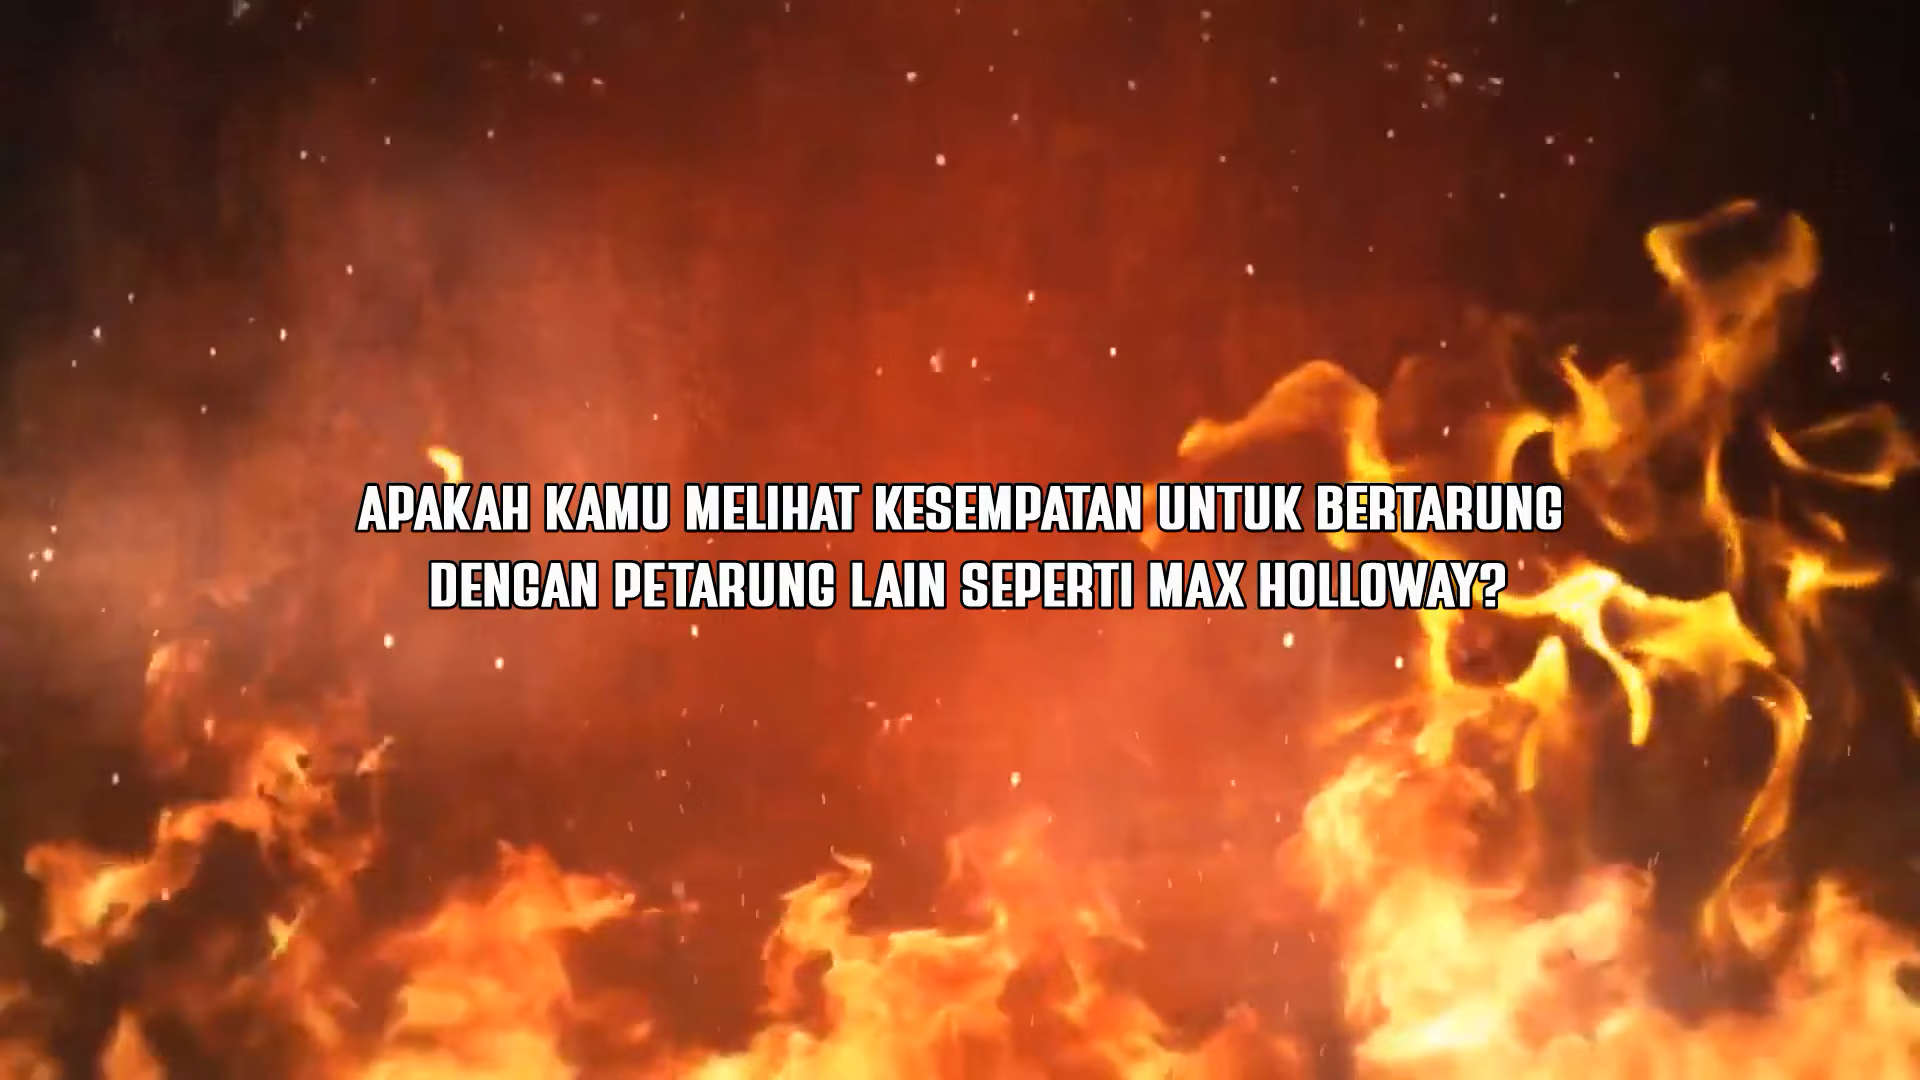 APAKAH KAMU MELIHAT KESEMPATAN UNTUK BERTARUNG
DENGAN PETARUNG LAIN SEPERTI MAX HOLLOWAY?